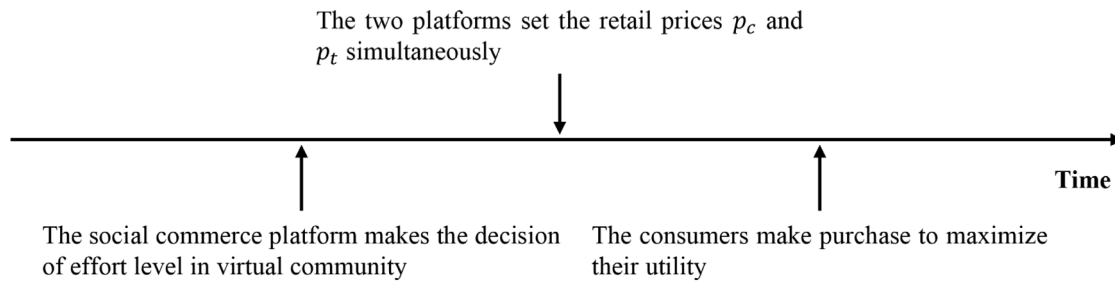 The two platforms set the retail prices p_c and
p_t simultaneously
Time
The social commerce platform makes the decision
of effort level in virtual community
The consumers make purchase to maximize
their utility